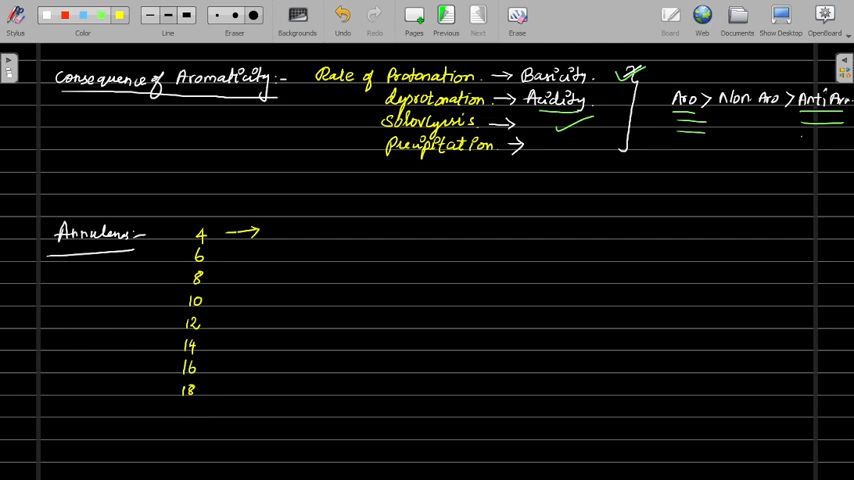 Stylus
Color
Line
Eraser
Backgrounds
Undo
Redo
Pages
Previous
Next
Erase
Board
Web
Documents
Show Desktop
OpenBoard
Consequence of Aromaticity:- Rate of Protonation. → Basicity.
dyprotonation → Acidity.
Solovlyssis →
Precipitation →
Aro > Non Aro > Anti Aro
Annulenes:- 4 →
6
8
10
12
14
16
18